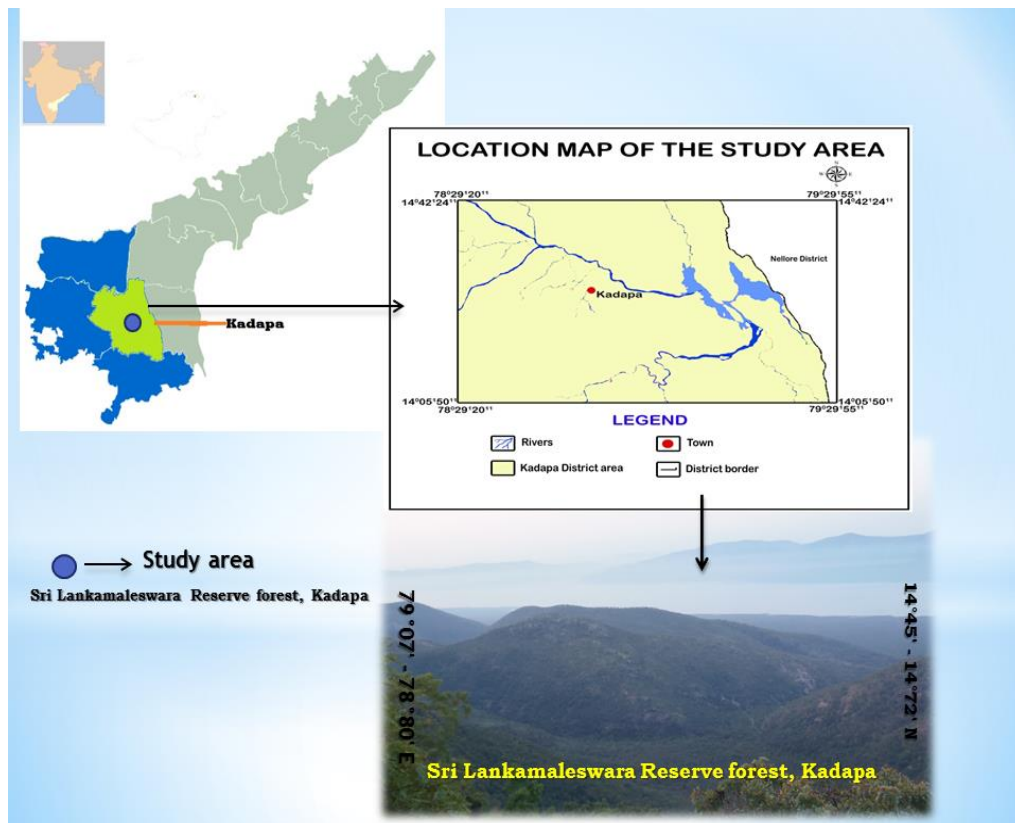 Kadapa
LOCATION MAP OF THE STUDY AREA
N
W E
S
78°29'20'' 79°29'55''
14°42'24'' 14°42'24''
Nellore District
Kadapa
14°05'50'' 14°05'50''
78°29'20'' 79°29'55''
LEGEND
Rivers Town
Kadapa District area District border
Study area
Sri Lankamaleswara Reserve forest, Kadapa
79°07' - 78°80' E
14°45' - 14°72' N
Sri Lankamaleswara Reserve forest, Kadapa